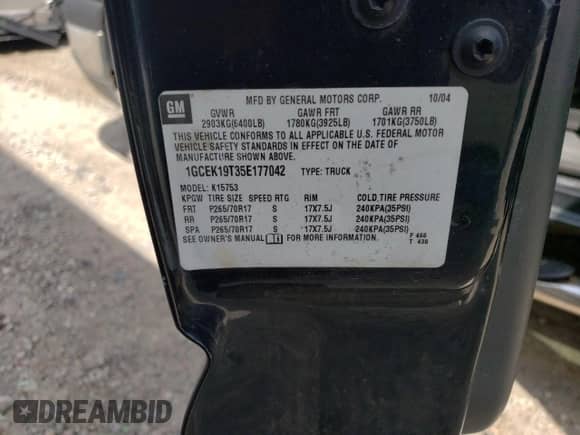 GM
MFD BY GENERAL MOTORS CORP. 10/04
GVWR GAWR FRT GAWR RR
2903KG(6400LB) 1780KG(3925LB) 1701KG(3750LB)
THIS VEHICLE CONFORMS TO ALL APPLICABLE U.S. FEDERAL MOTOR
VEHICLE SAFETY STANDARDS IN EFFECT ON THE DATE OF
MANUFACTURE SHOWN ABOVE.
1GCEK19T35E177042 TYPE: TRUCK
MODEL: K15753
KPGW TIRE SIZE SPEED RTG RIM COLD TIRE PRESSURE
FRT P265/70R17 S 17X7.5J 240KPA(35PSI)
RR P265/70R17 S 17X7.5J 240KPA(35PSI)
SPA P265/70R17 S 17X7.5J 240KPA(35PSI)
SEE OWNER'S MANUAL FOR MORE INFORMATION.
F 466
T 436
DREAMBID